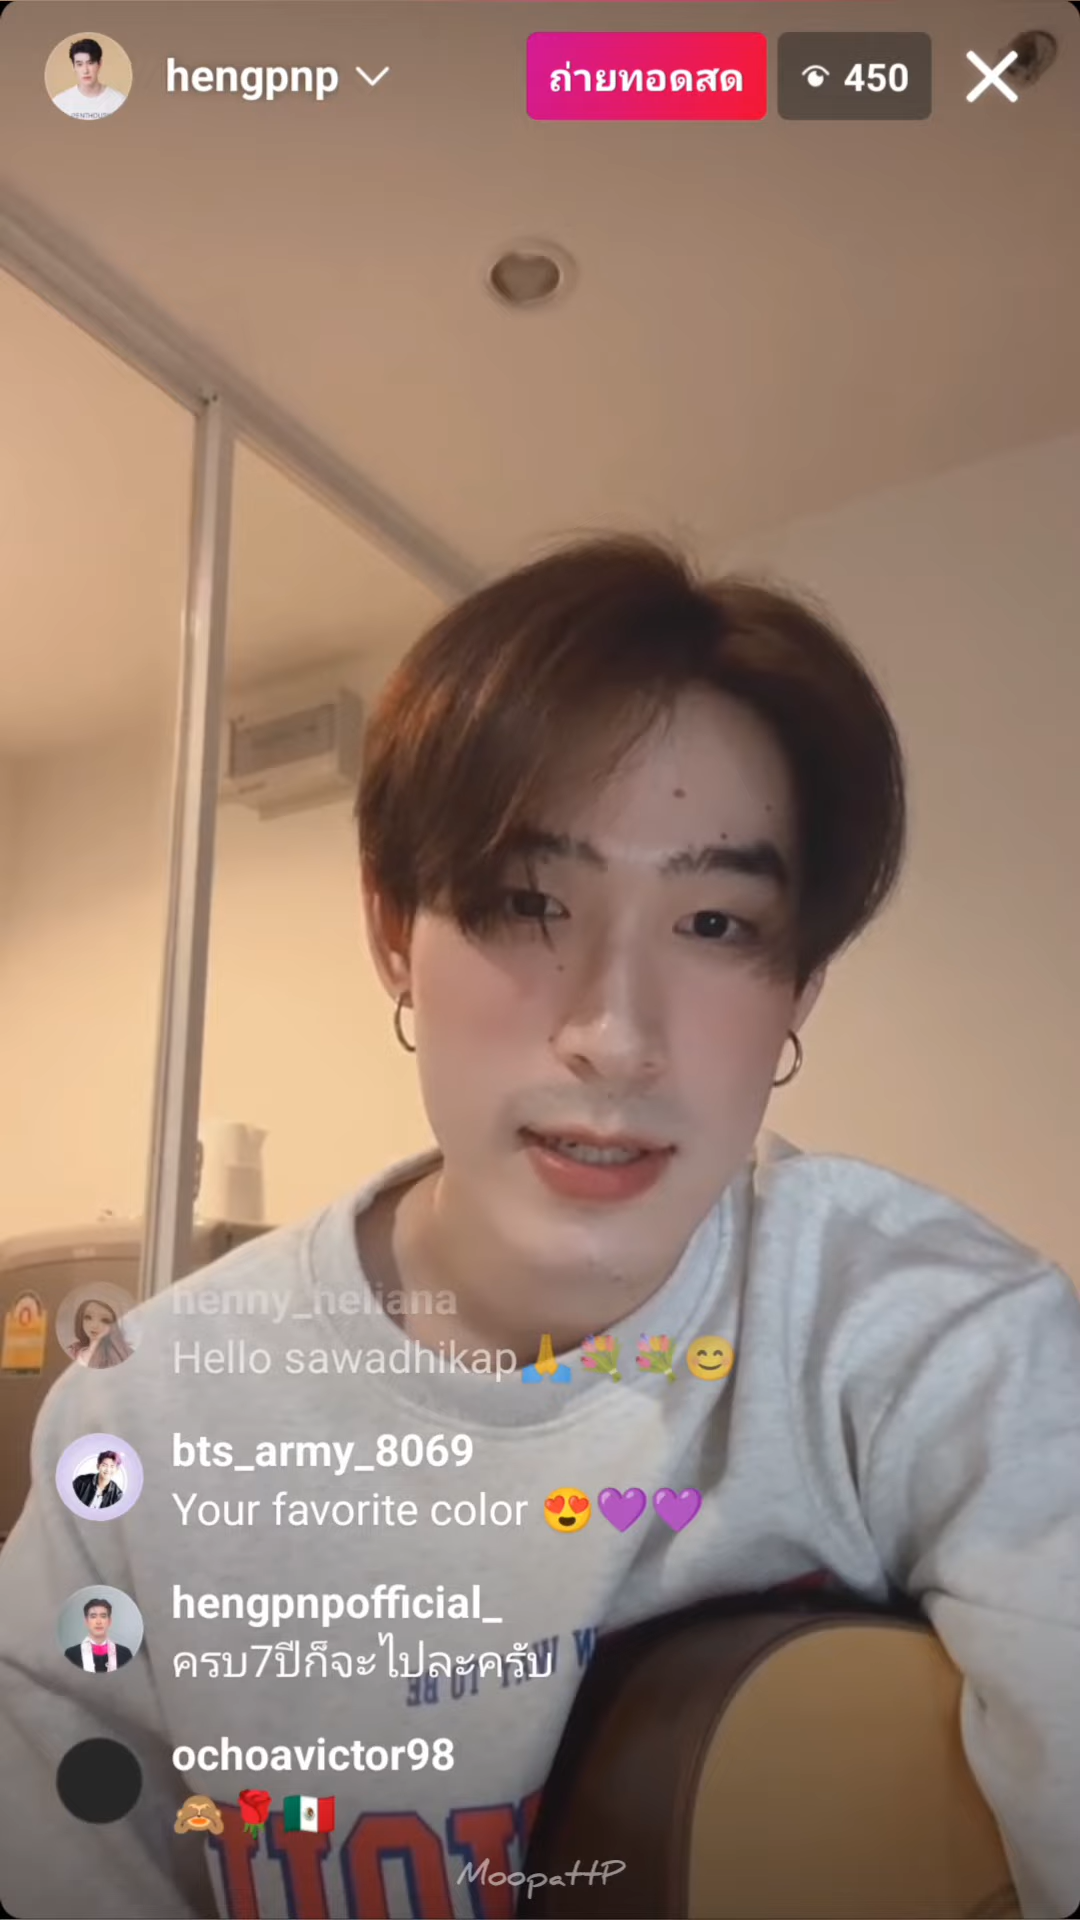 hengpnp
ถ่ายทอดสด
450
henny_heliana
Hello sawadhikap🙏💐💐😊
bts_army_8069
Your favorite color 😍💜💜
hengpnpofficial_
ครบ7ปีก็จะไปละครับ
ochoavictor98
🙈🌹🇲🇽
MoopaHP